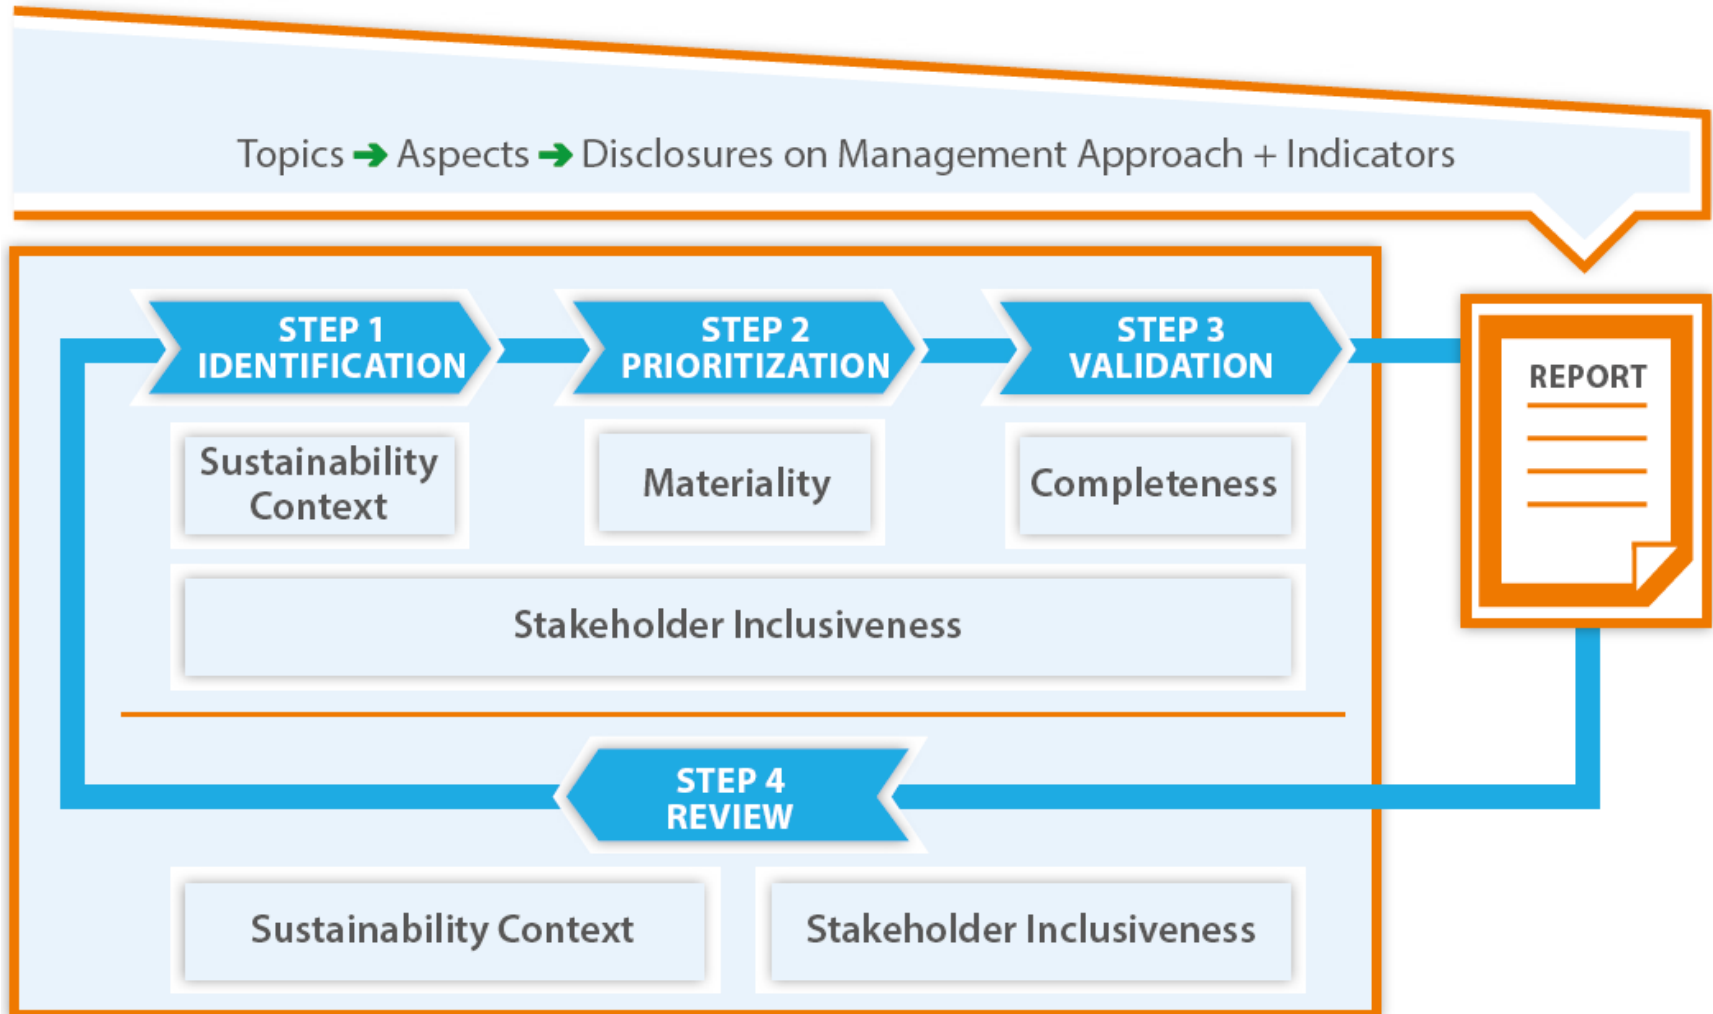 Topics ➔ Aspects ➔ Disclosures on Management Approach + Indicators
STEP 1
IDENTIFICATION
STEP 2
PRIORITIZATION
STEP 3
VALIDATION
REPORT
Sustainability
Context
Materiality
Completeness
Stakeholder Inclusiveness
STEP 4
REVIEW
Sustainability Context
Stakeholder Inclusiveness